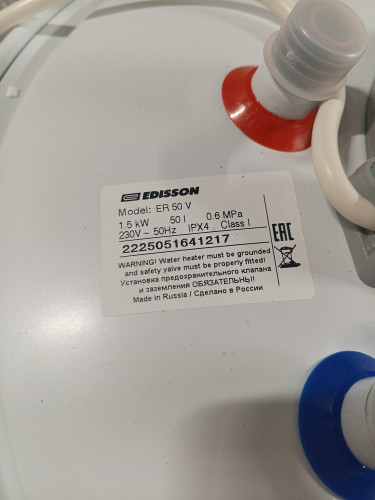 EDISSON
Model: ER 50 V
1.5 kW 50 l 0.6 MPa
230V ~ 50Hz IPX4 Class I
2225051641217
WARNING! Water heater must be grounded
and safety valve must be properly fitted!
Установка предохранительного клапана
и заземления ОБЯЗАТЕЛЬНЫ!
Made in Russia / Сделано в России
EAC